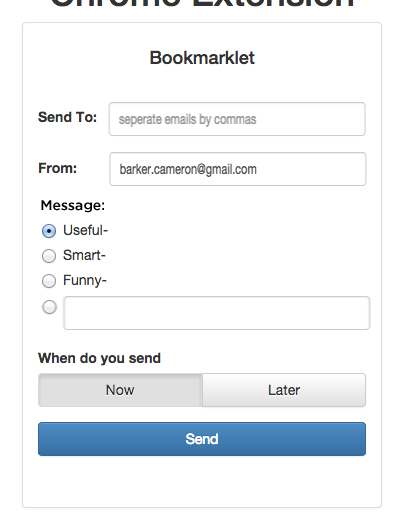 Chrome Extension
Bookmarklet
Send To: seperate emails by commas
From: barker.cameron@gmail.com
Message:
Useful-
Smart-
Funny-
When do you send
Now Later
Send